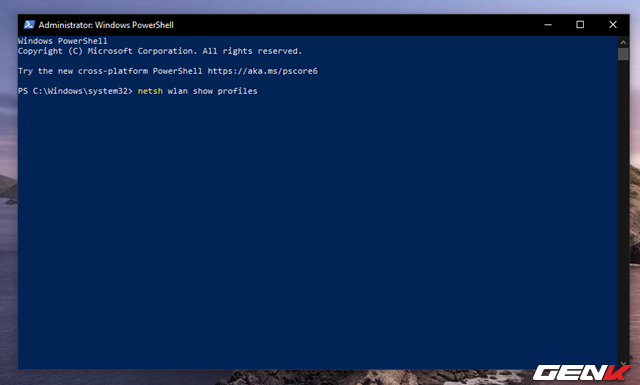 Administrator: Windows PowerShell
Windows PowerShell
Copyright (C) Microsoft Corporation. All rights reserved.
Try the new cross-platform PowerShell https://aka.ms/pscore6
PS C:\Windows\system32> netsh wlan show profiles
GENK